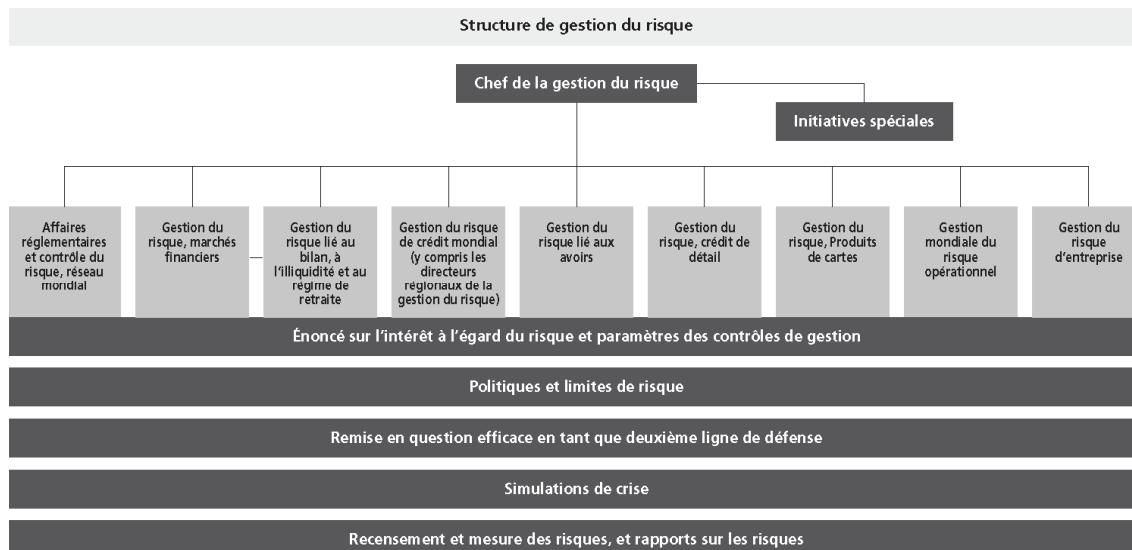 Structure de gestion du risque
Chef de la gestion du risque
Initiatives spéciales
Affaires
réglementaires
et contrôle du
risque, réseau
mondial
Gestion du
risque, marchés
financiers
Gestion du
risque lié au
bilan, à
l'illiquidité et au
régime de
retraite
Gestion du risque
de crédit mondial
(y compris les
directeurs
régionaux de la
gestion du risque)
Gestion du
risque lié aux
avoirs
Gestion du
risque, crédit de
détail
Gestion du
risque, Produits
de cartes
Gestion
mondiale du
risque
opérationnel
Gestion du
risque
d'entreprise
Énoncé sur l'intérêt à l'égard du risque et paramètres des contrôles de gestion
Politiques et limites de risque
Remise en question efficace en tant que deuxième ligne de défense
Simulations de crise
Recensement et mesure des risques, et rapports sur les risques